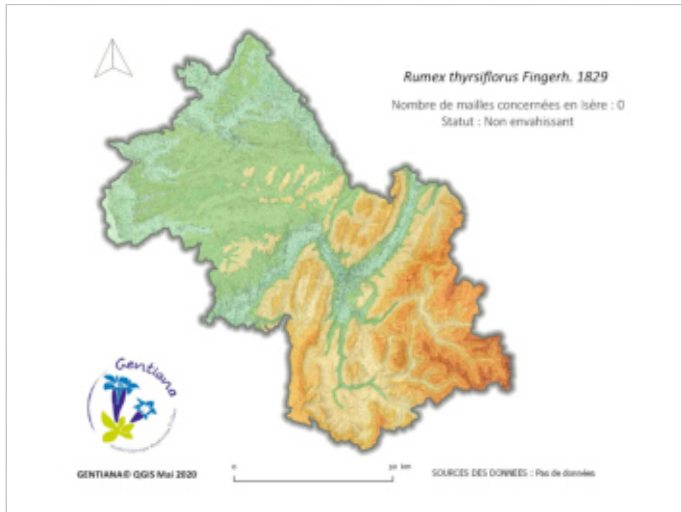 Rumex thyrsiflorus Fingerh. 1829
Nombre de mailles concernées en Isère : 0
Statut : Non envahissant
Gentiana
0
km
GENTIANA© QGIS Mai 2020
SOURCES DES DONNEES : Pas de données